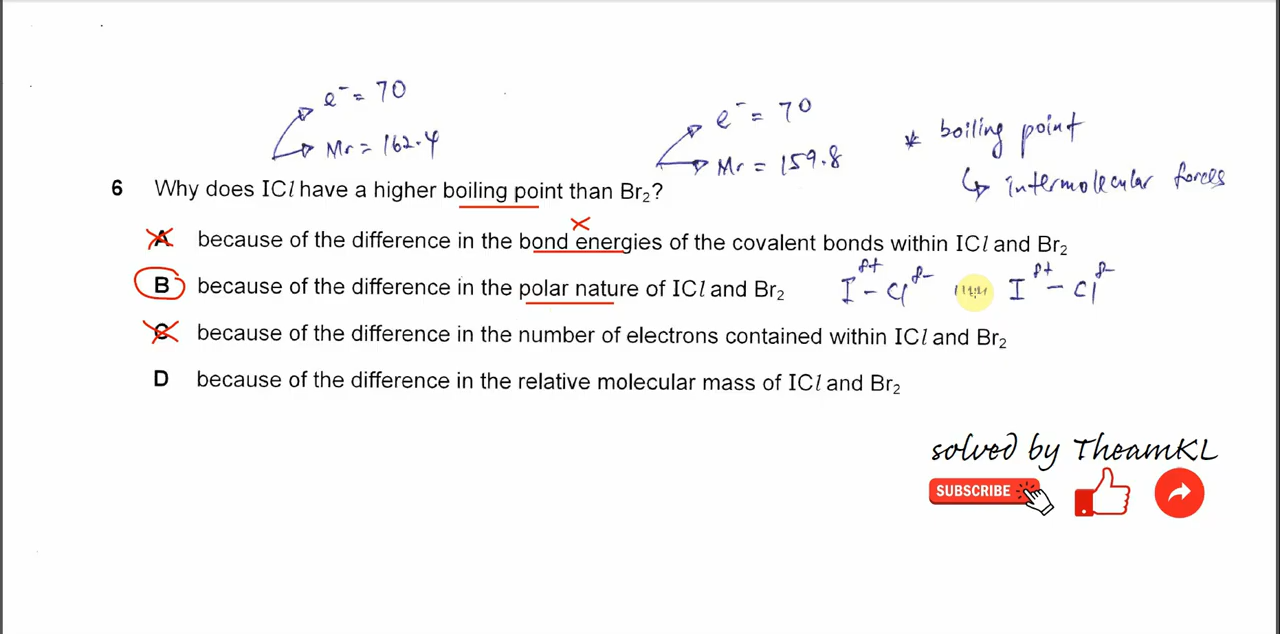 e⁻ = 70
Mr = 162.4
e⁻ = 70
Mr = 159.8
* boiling point
↳ intermolecular forces
6 Why does ICl have a higher boiling point than Br₂?
A because of the difference in the bond energies of the covalent bonds within ICl and Br₂
B because of the difference in the polar nature of ICl and Br₂
I^δ+ - Cl^δ- ıııııı I^δ+ - Cl^δ-
C because of the difference in the number of electrons contained within ICl and Br₂
D because of the difference in the relative molecular mass of ICl and Br₂
solved by TheamKL
SUBSCRIBE